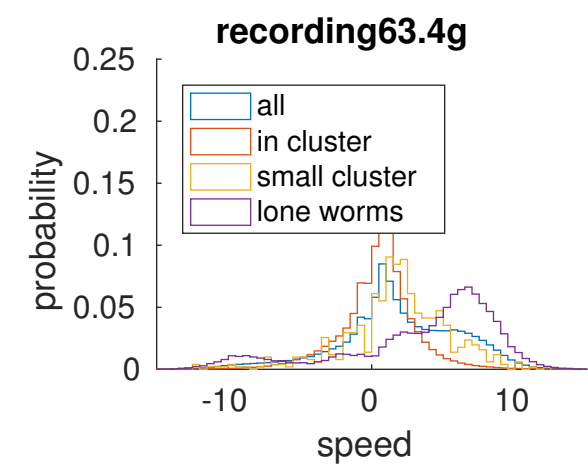 recording63.4g
0.25
0.2
0.15
0.1
0.05
0
probability
all
in cluster
small cluster
lone worms
-10
0
10
speed